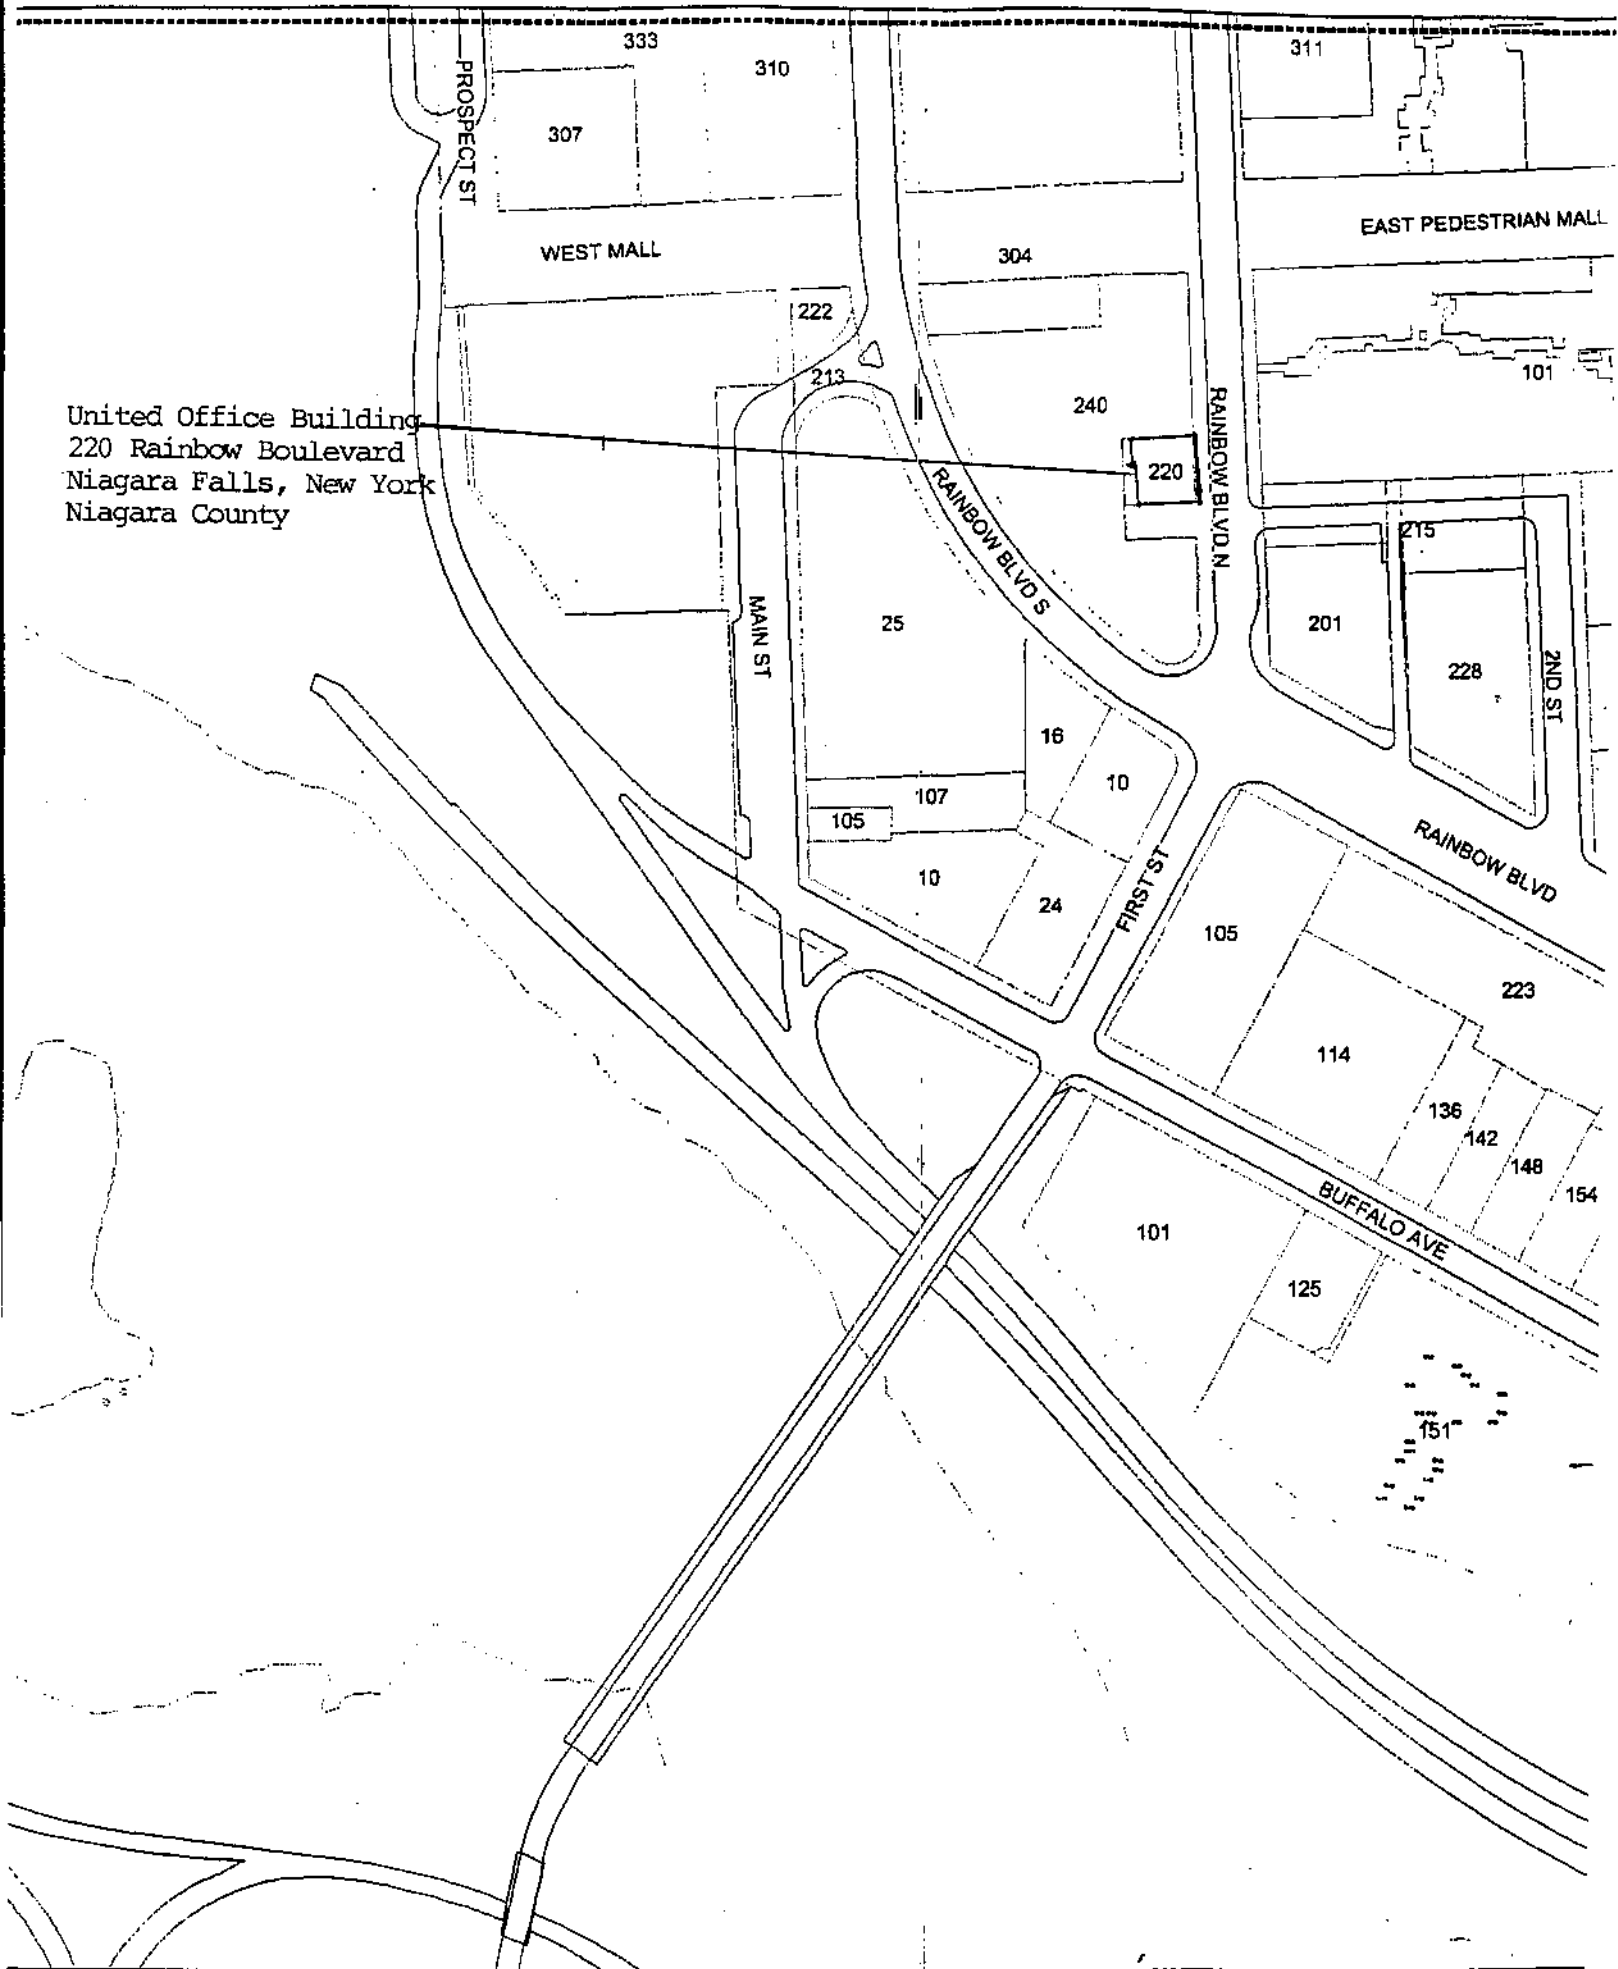 333
310
311
PROSPECT ST
307
WEST MALL
304
EAST PEDESTRIAN MALL
222
213
101
240
United Office Building
220 Rainbow Boulevard
Niagara Falls, New York
Niagara County
RAINBOW BLVD N
220
RAINBOW BLVD S
215
MAIN ST
25
201
228
2ND ST
16
10
107
105
RAINBOW BLVD
10
24
FIRST ST
105
223
114
136
142
148
154
BUFFALO AVE
101
125
151